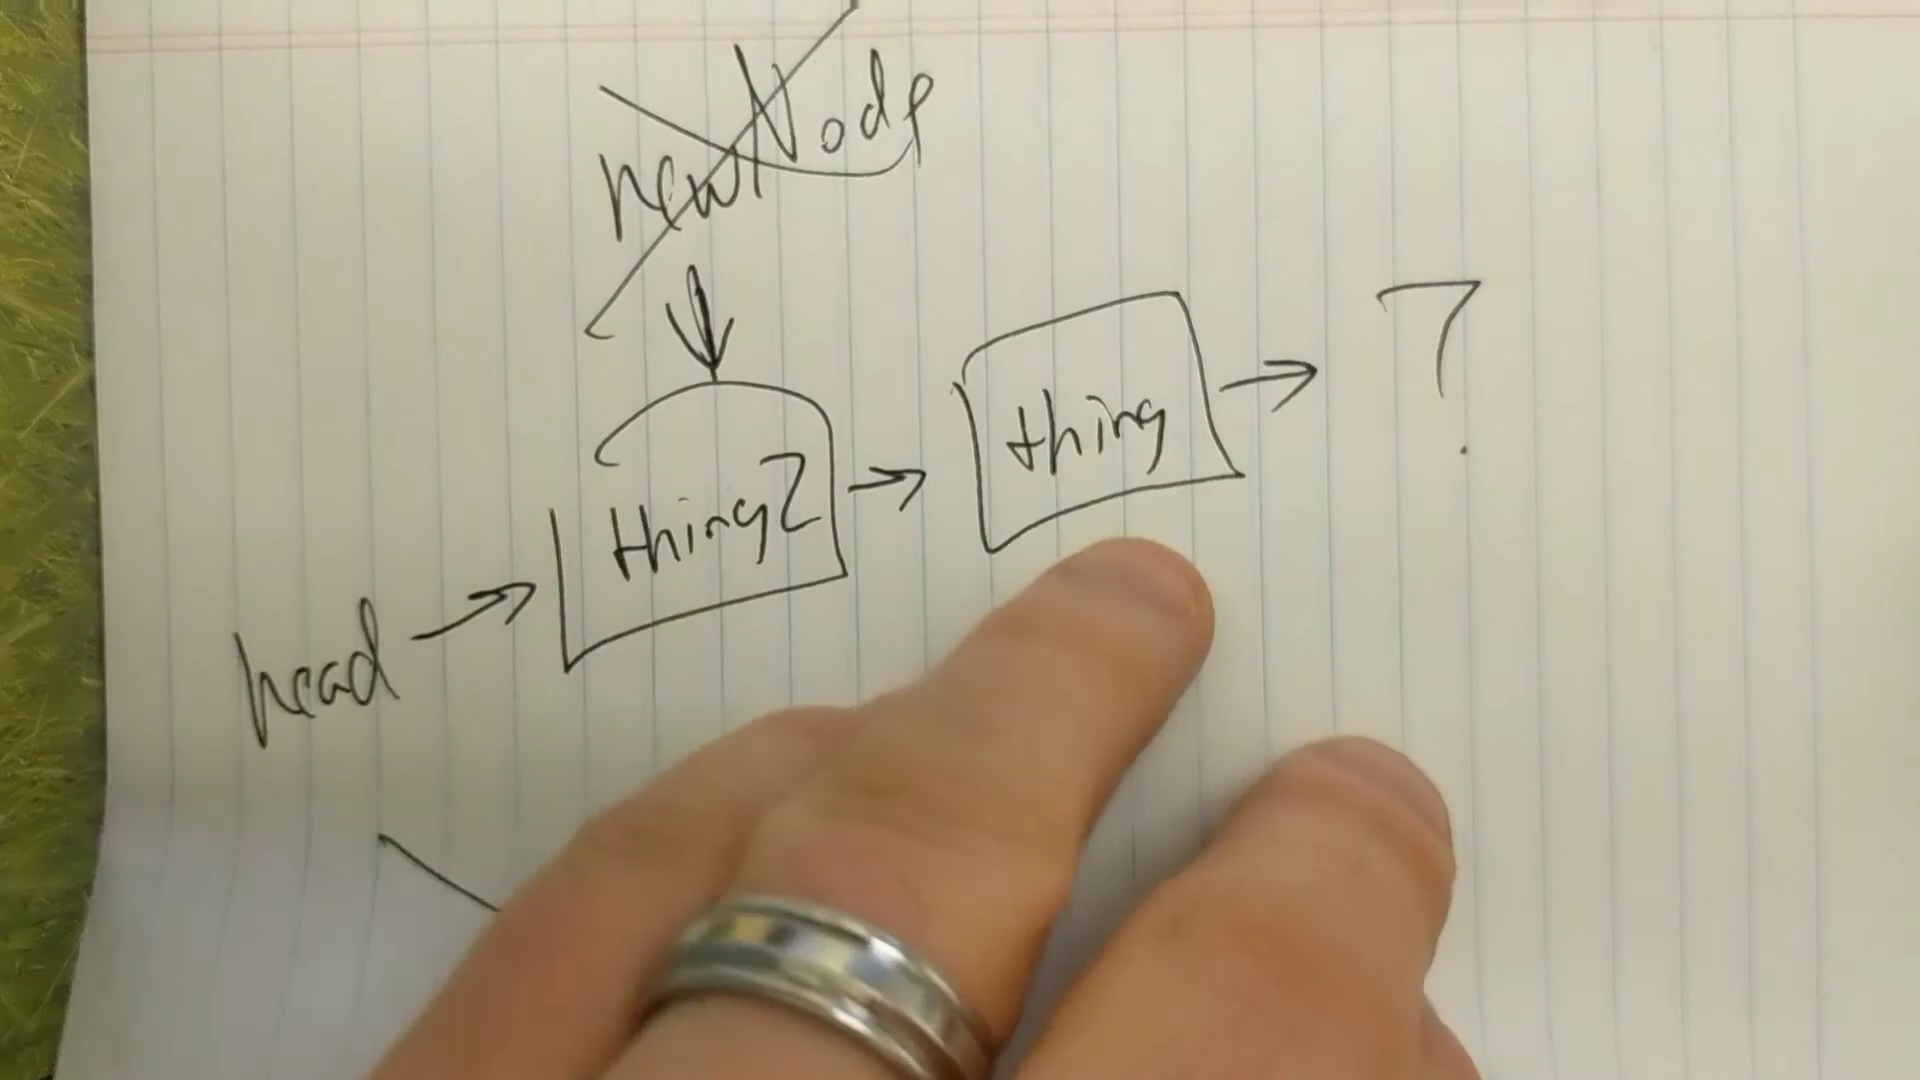 newNode
head → thing2 → thing → ?